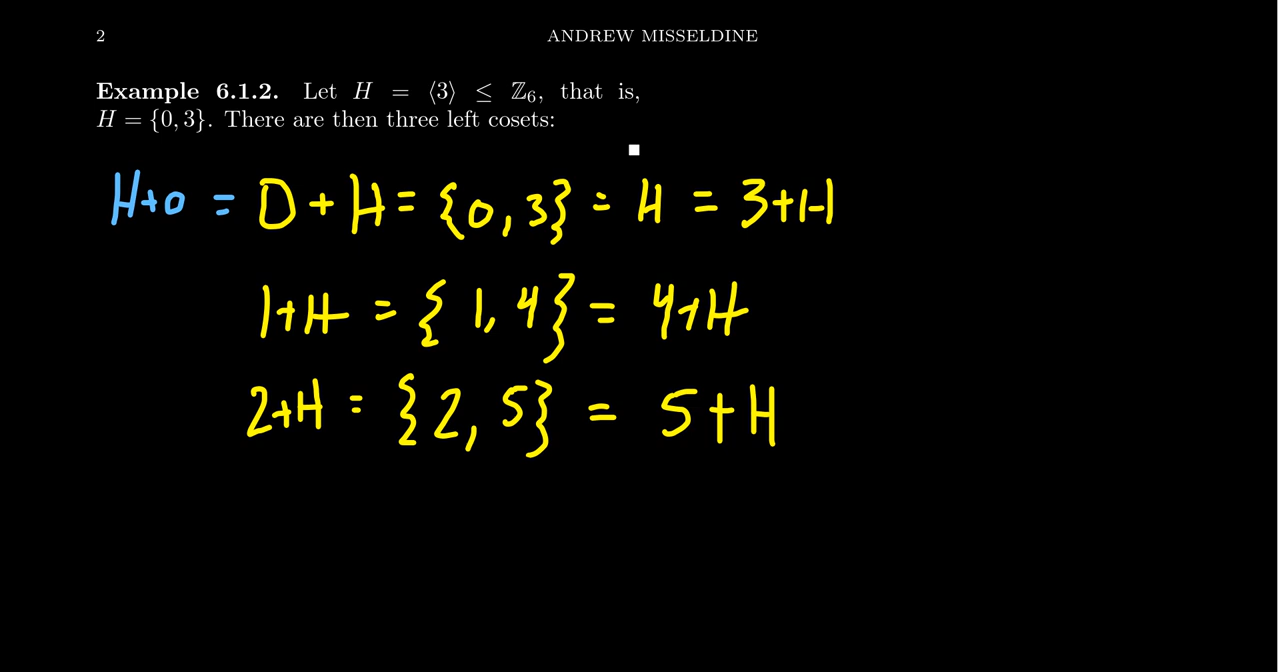 2 ANDREW MISSELDINE
Example 6.1.2. Let H = ⟨3⟩ ≤ ℤ₆, that is,
H = {0, 3}. There are then three left cosets:
H+0 = 0+H = {0, 3} = H = 3+H
1+H = {1, 4} = 4+H
2+H = {2, 5} = 5+H